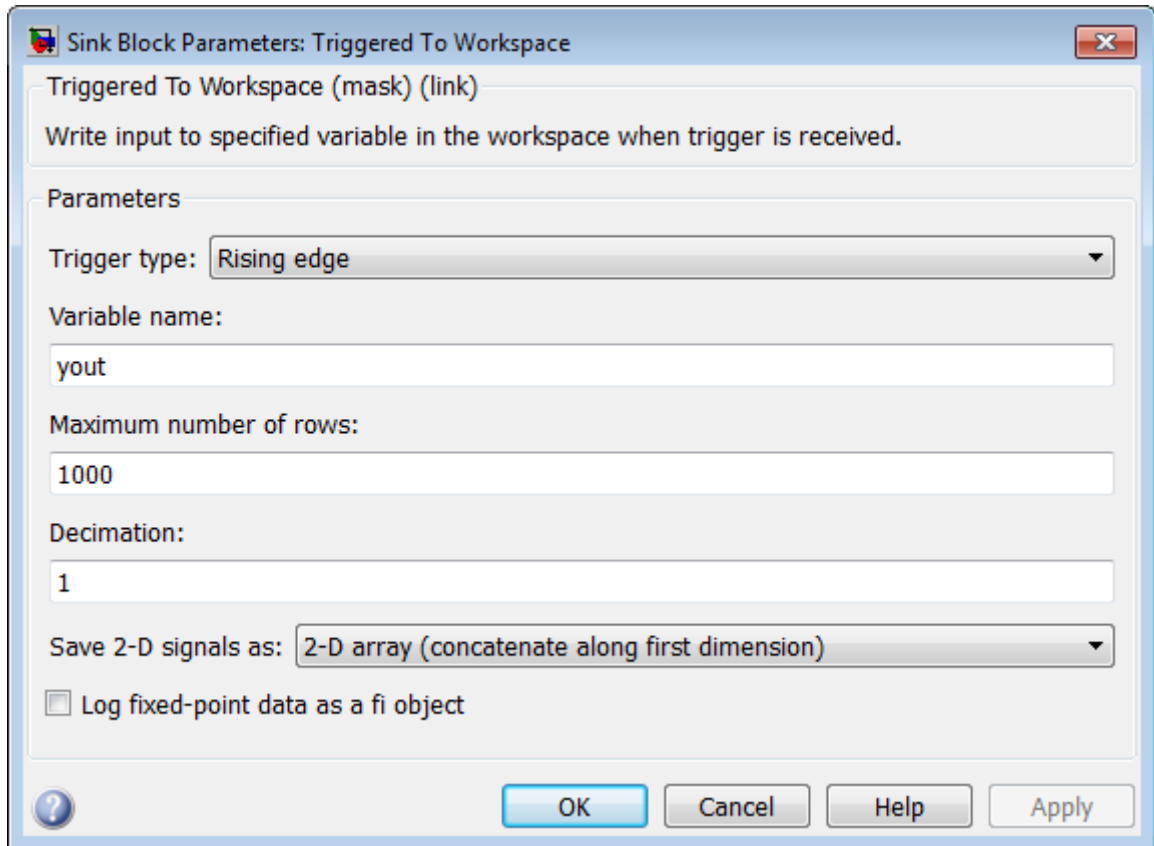 Sink Block Parameters: Triggered To Workspace
Triggered To Workspace (mask) (link)
Write input to specified variable in the workspace when trigger is received.
Parameters
Trigger type: Rising edge
Variable name:
yout
Maximum number of rows:
1000
Decimation:
1
Save 2-D signals as: 2-D array (concatenate along first dimension)
Log fixed-point data as a fi object
? OK Cancel Help Apply